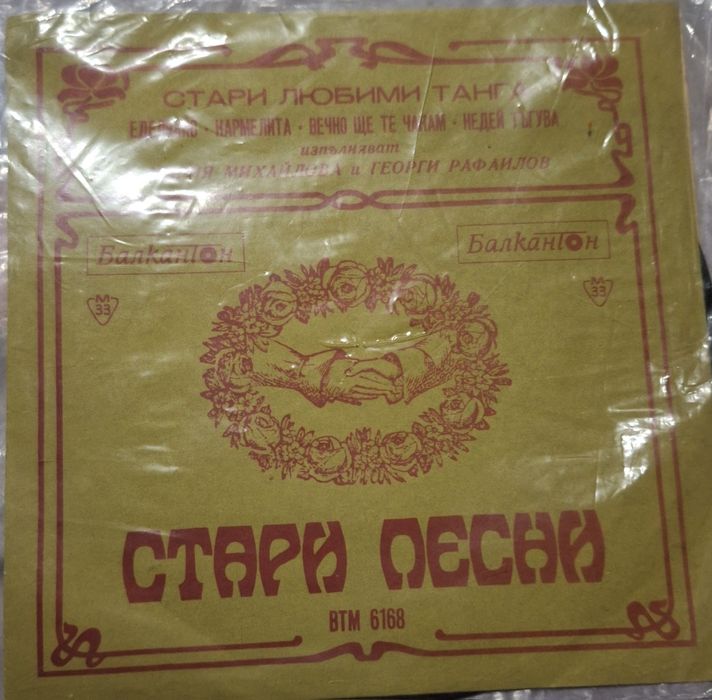 СТАРИ ЛЮБИМИ ТАНГА
КАРМЕЛИТА · ВЕЧНО ЩЕ ТЕ ЧАКАМ · НЕДЕЙ ТЪГУВА
изпълняват
МИХАЙЛОВА и ГЕОРГИ РАФАИЛОВ
Балкантон
Балкантон
М
33
М
33
СТАРИ ПЕСНИ
ВТМ 6168